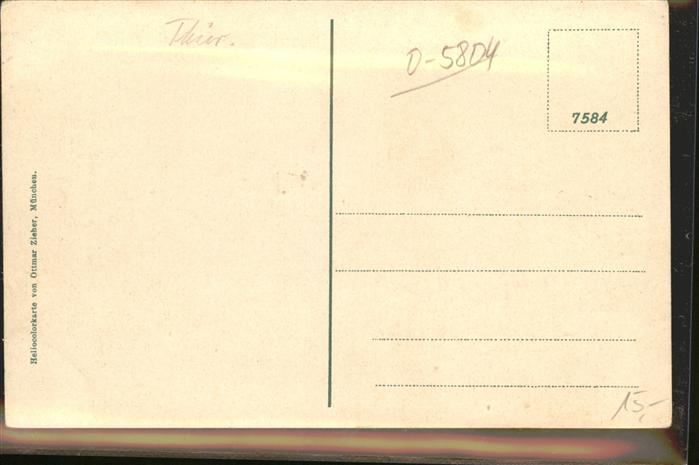 Thür.
O-5804
7584
Heliocolorkarte von Ottmar Zieher, München.
15,-